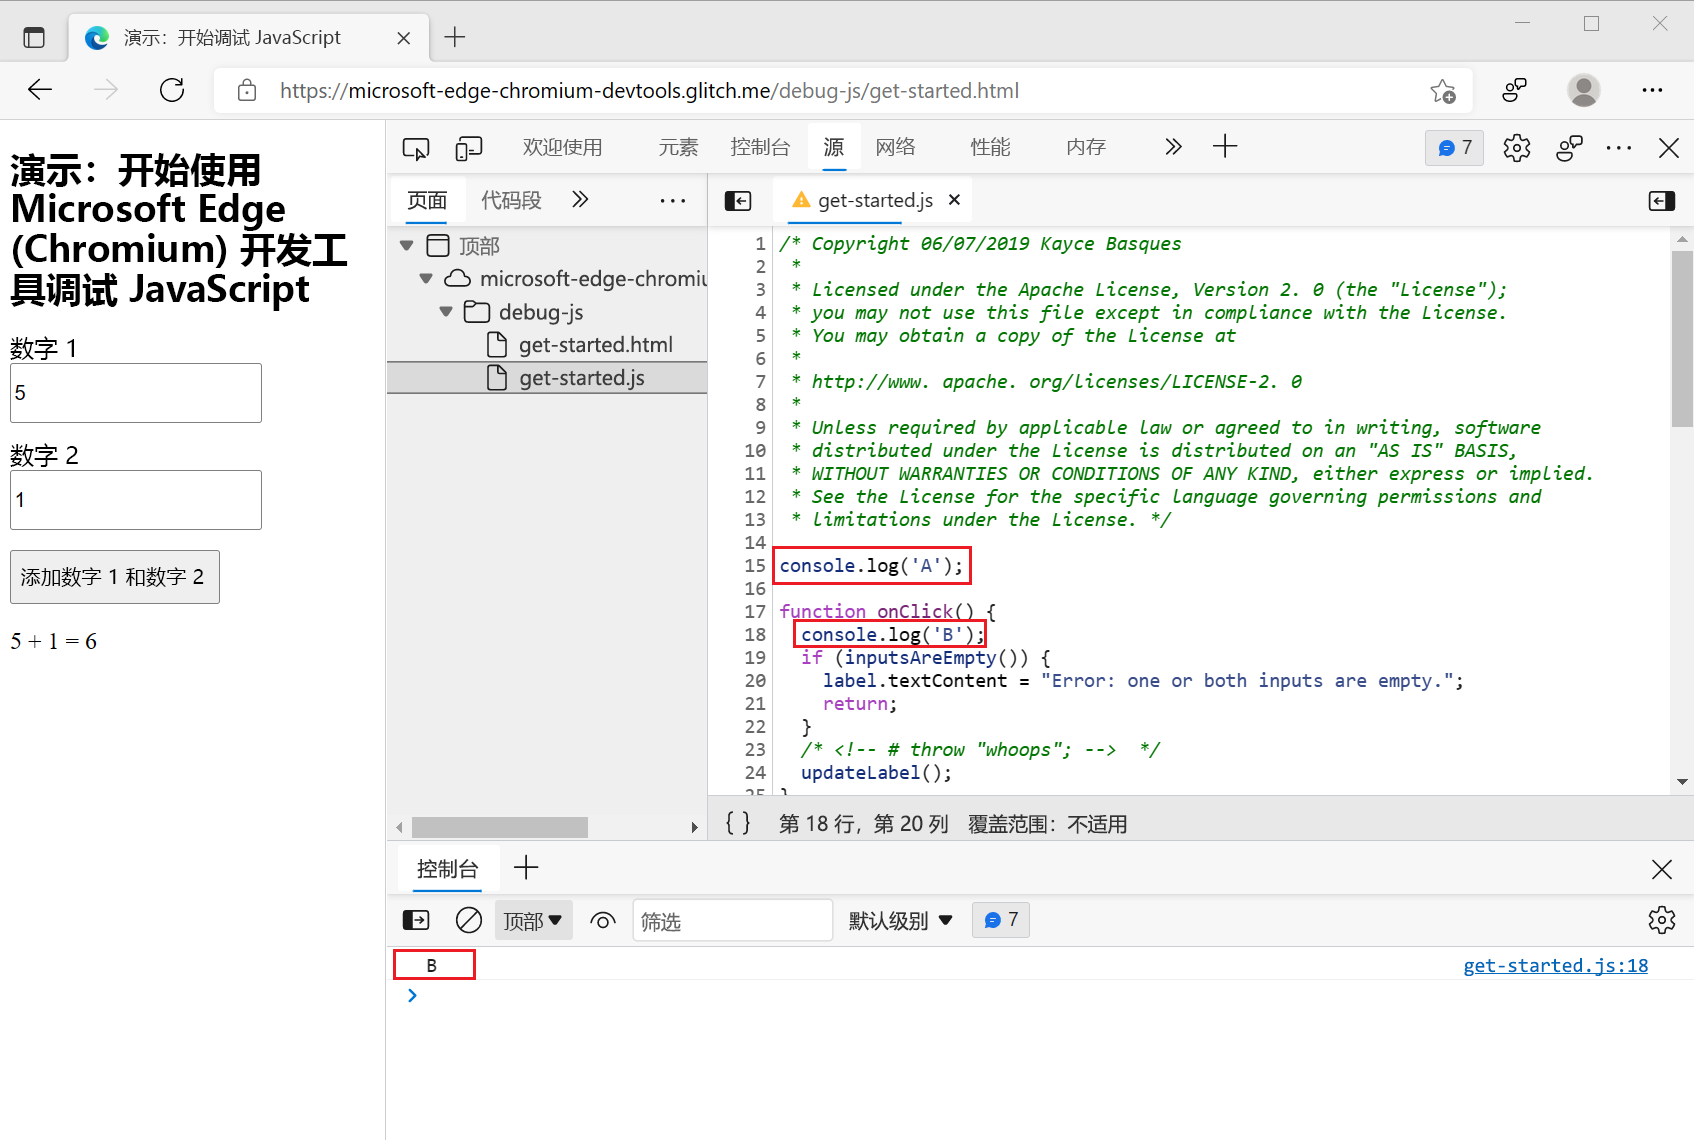 演示：开始调试 JavaScript
https://microsoft-edge-chromium-devtools.glitch.me/debug-js/get-started.html
演示：开始使用
Microsoft Edge
(Chromium) 开发工
具调试 JavaScript
数字 1
5
数字 2
1
添加数字 1 和数字 2
5 + 1 = 6
欢迎使用 元素 控制台 源 网络 性能 内存 7
页面 代码段
顶部
microsoft-edge-chromiu
debug-js
get-started.html
get-started.js
get-started.js
1 /* Copyright 06/07/2019 Kayce Basques
2 *
3 * Licensed under the Apache License, Version 2. 0 (the "License");
4 * you may not use this file except in compliance with the License.
5 * You may obtain a copy of the License at
6 *
7 * http://www. apache. org/licenses/LICENSE-2. 0
8 *
9 * Unless required by applicable law or agreed to in writing, software
10 * distributed under the License is distributed on an "AS IS" BASIS,
11 * WITHOUT WARRANTIES OR CONDITIONS OF ANY KIND, either express or implied.
12 * See the License for the specific language governing permissions and
13 * limitations under the License. */
14
15 console.log('A');
16
17 function onClick() {
18 console.log('B');
19 if (inputsAreEmpty()) {
20 label.textContent = "Error: one or both inputs are empty.";
21 return;
22 }
23 /* <!-- # throw "whoops"; --> */
24 updateLabel();
25 }
{ } 第 18 行，第 20 列 覆盖范围：不适用
控制台
顶部 筛选 默认级别 7
B get-started.js:18